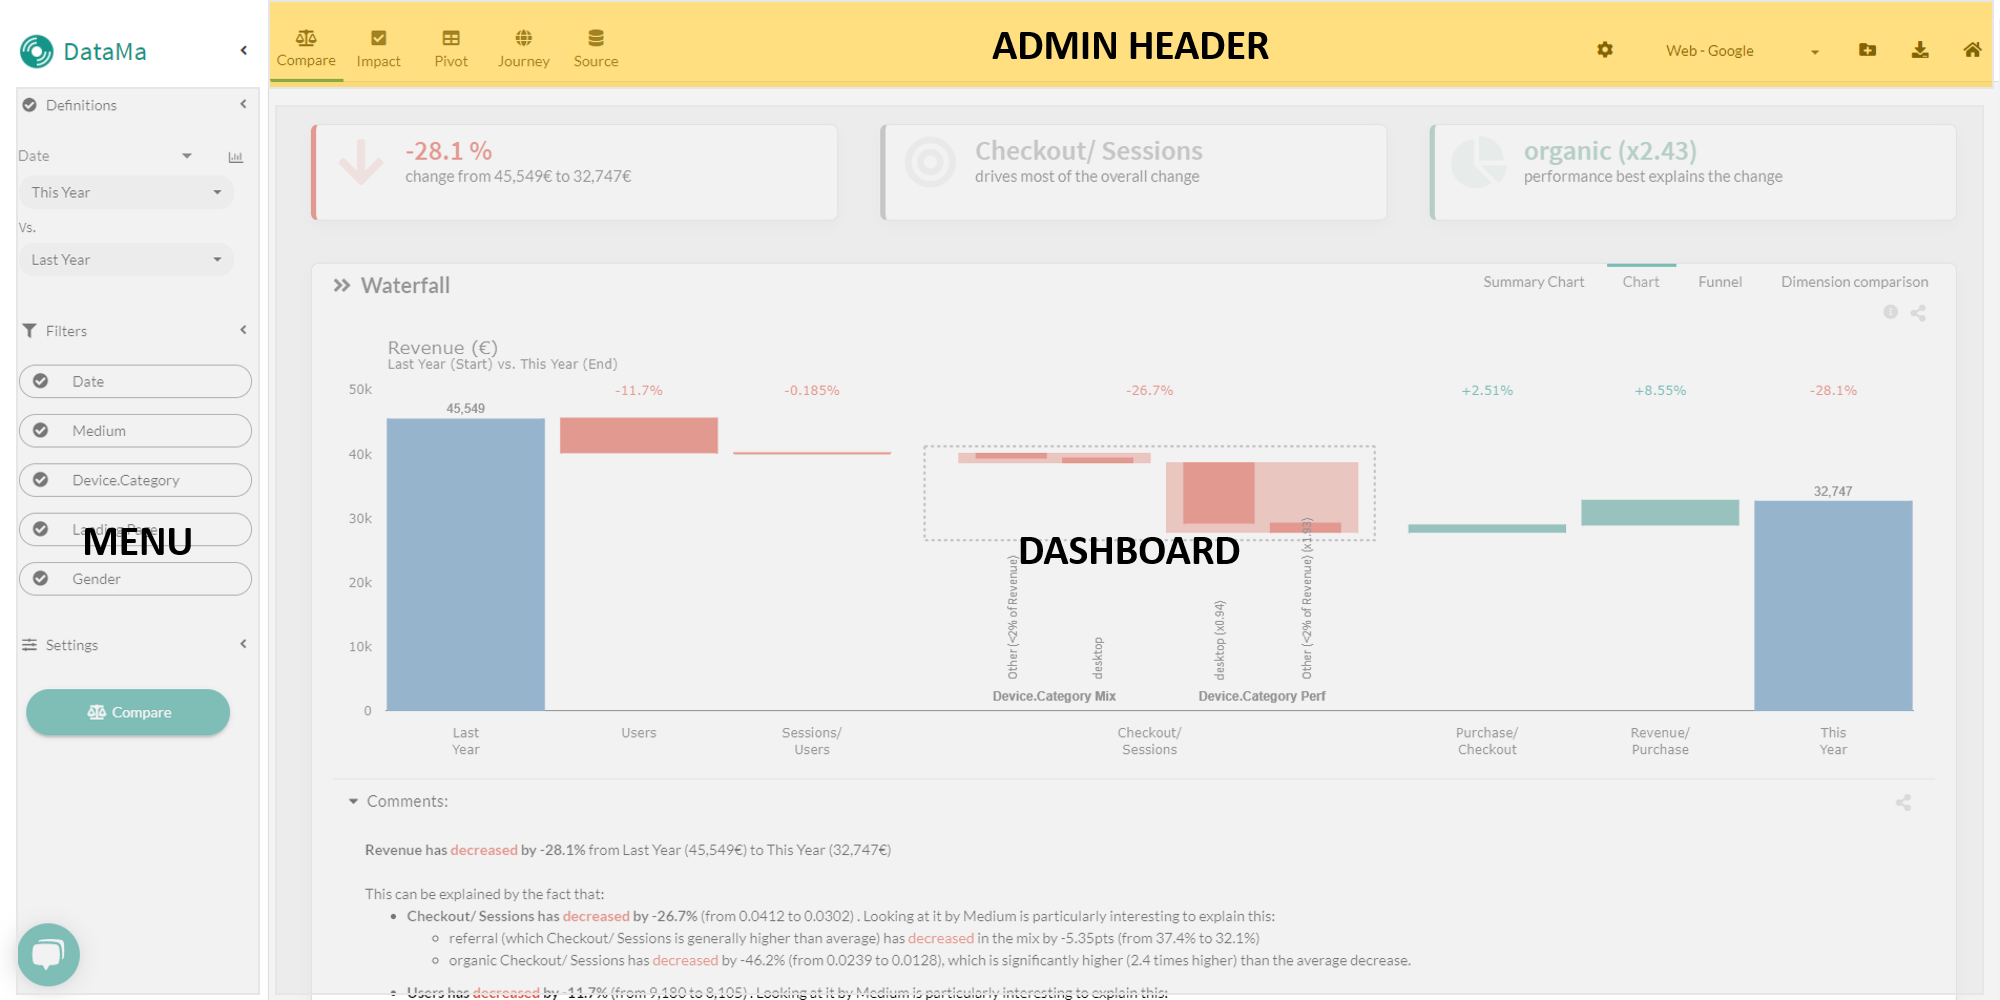 DataMa
Compare
Impact
Pivot
Journey
Source
ADMIN HEADER
Web - Google
Definitions
Date
This Year
Vs.
Last Year
Filters
Date
Medium
Device.Category
Landing Page
MENU
Gender
Settings
Compare
-28.1 %
change from 45,549€ to 32,747€
Checkout/ Sessions
drives most of the overall change
organic (x2.43)
performance best explains the change
Waterfall
Summary Chart
Chart
Funnel
Dimension comparison
Revenue (€)
Last Year (Start) vs. This Year (End)
50k
40k
30k
20k
10k
0
-11.7%
-0.185%
-26.7%
+2.51%
+8.55%
-28.1%
45,549
32,747
DASHBOARD
Other (<2% of Revenue)
desktop
desktop (x0.94)
Other (<2% of Revenue) (x1.93)
Device.Category Mix
Device.Category Perf
Last
Year
Users
Sessions/
Users
Checkout/
Sessions
Purchase/
Checkout
Revenue/
Purchase
This
Year
Comments:
Revenue has decreased by -28.1% from Last Year (45,549€) to This Year (32,747€)
This can be explained by the fact that:
Checkout/ Sessions has decreased by -26.7% (from 0.0412 to 0.0302) . Looking at it by Medium is particularly interesting to explain this:
referral (which Checkout/ Sessions is generally higher than average) has decreased in the mix by -5.35pts (from 37.4% to 32.1%)
organic Checkout/ Sessions has decreased by -46.2% (from 0.0239 to 0.0128), which is significantly higher (2.4 times higher) than the average decrease.
Users has decreased by -11.7% (from 9,180 to 8,105) . Looking at it by Medium is particularly interesting to explain this: